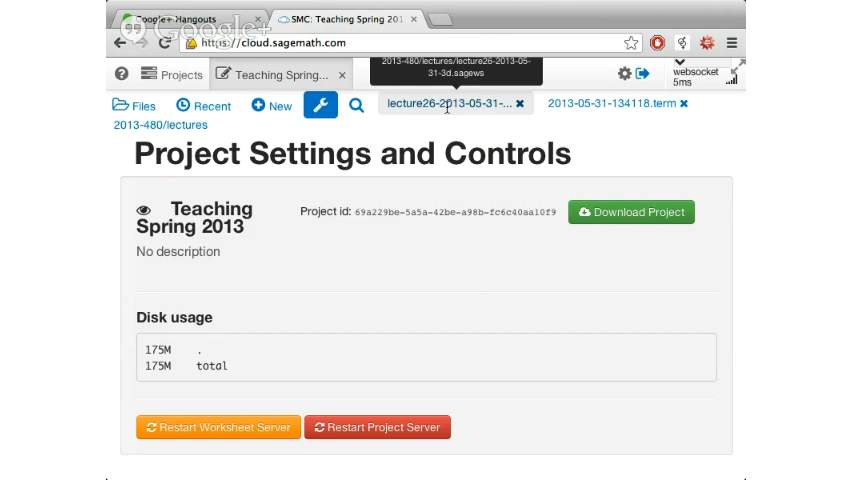 Google+ Hangouts
SMC: Teaching Spring 201
Google+
https://cloud.sagemath.com
Projects
Teaching Spring...
2013-480/lectures/lecture26-2013-05-
31-3d.sagews
websocket
5ms
Files
Recent
New
lecture26-2013-05-31-...
2013-05-31-134118.term
2013-480/lectures
Project Settings and Controls
Teaching
Spring 2013
Project id: 69a229be-5a5a-42be-a98b-fc6c40aa10f9
Download Project
No description
Disk usage
175M .
175M total
Restart Worksheet Server
Restart Project Server